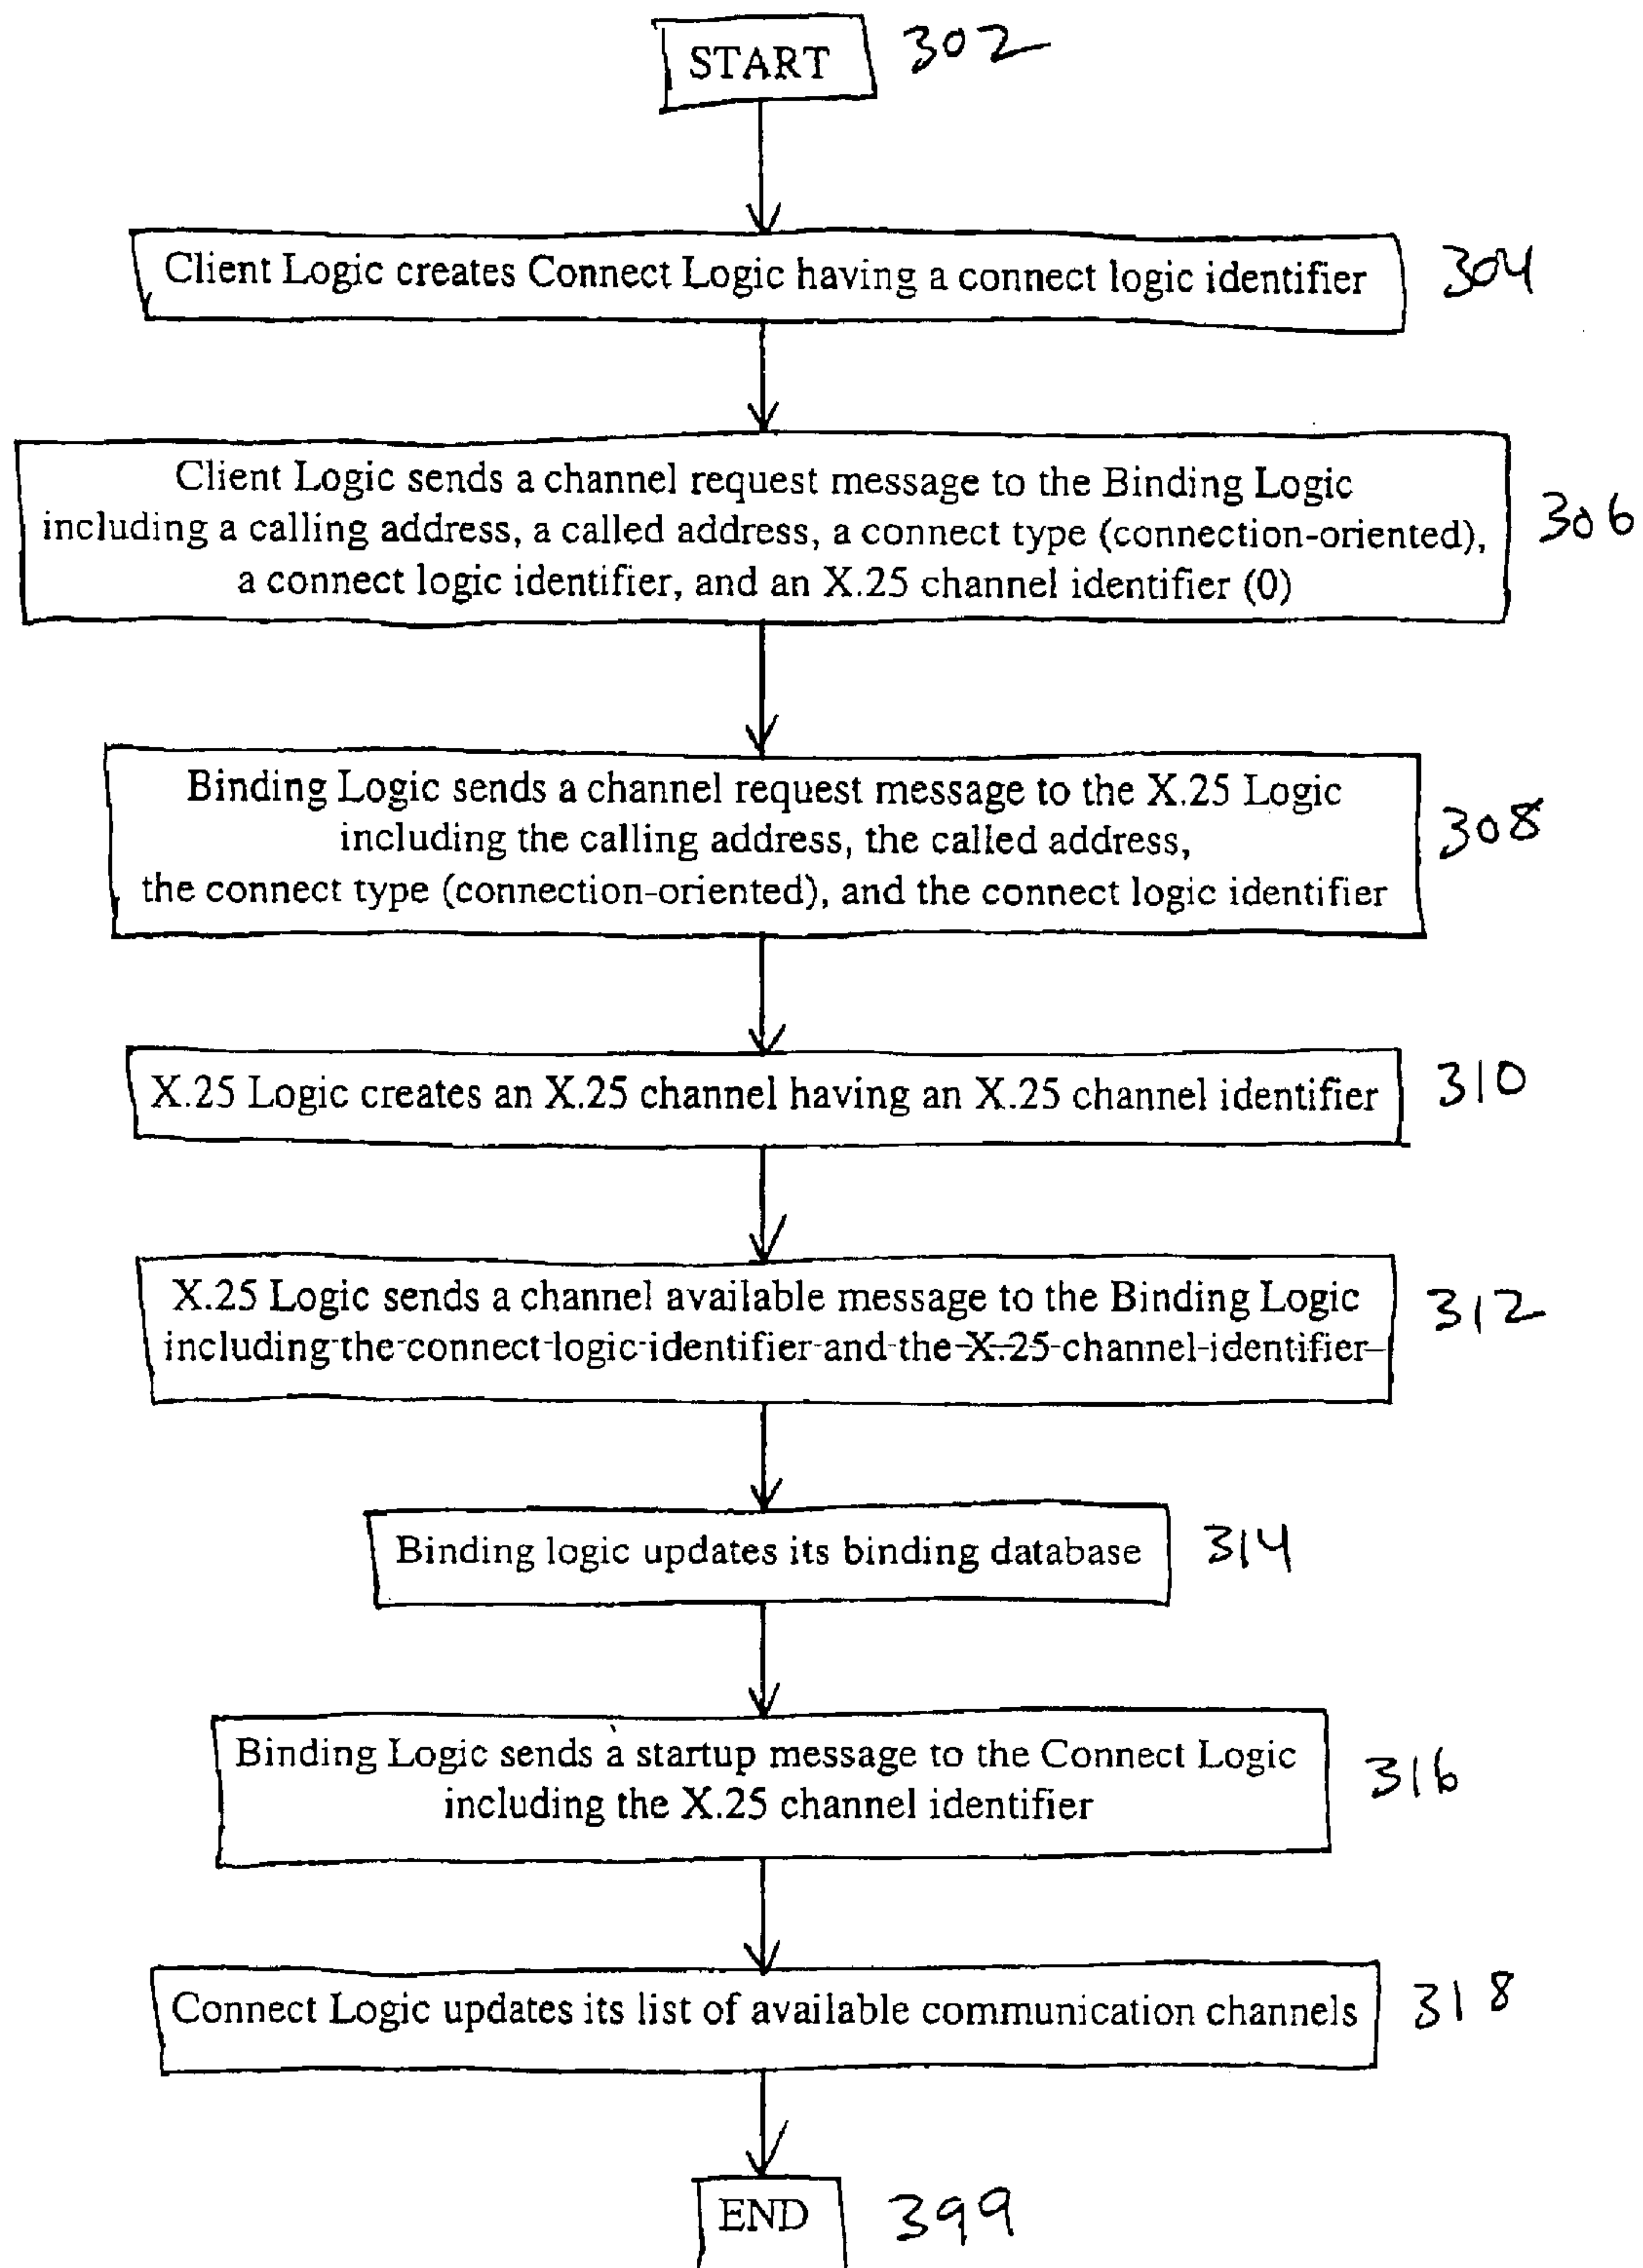 START 302
Client Logic creates Connect Logic having a connect logic identifier 304
Client Logic sends a channel request message to the Binding Logic
including a calling address, a called address, a connect type (connection-oriented), 306
a connect logic identifier, and an X.25 channel identifier (0)
Binding Logic sends a channel request message to the X.25 Logic
including the calling address, the called address, 308
the connect type (connection-oriented), and the connect logic identifier
X.25 Logic creates an X.25 channel having an X.25 channel identifier 310
X.25 Logic sends a channel available message to the Binding Logic 312
including the connect logic identifier and the X.25 channel identifier
Binding logic updates its binding database 314
Binding Logic sends a startup message to the Connect Logic 316
including the X.25 channel identifier
Connect Logic updates its list of available communication channels 318
END 399